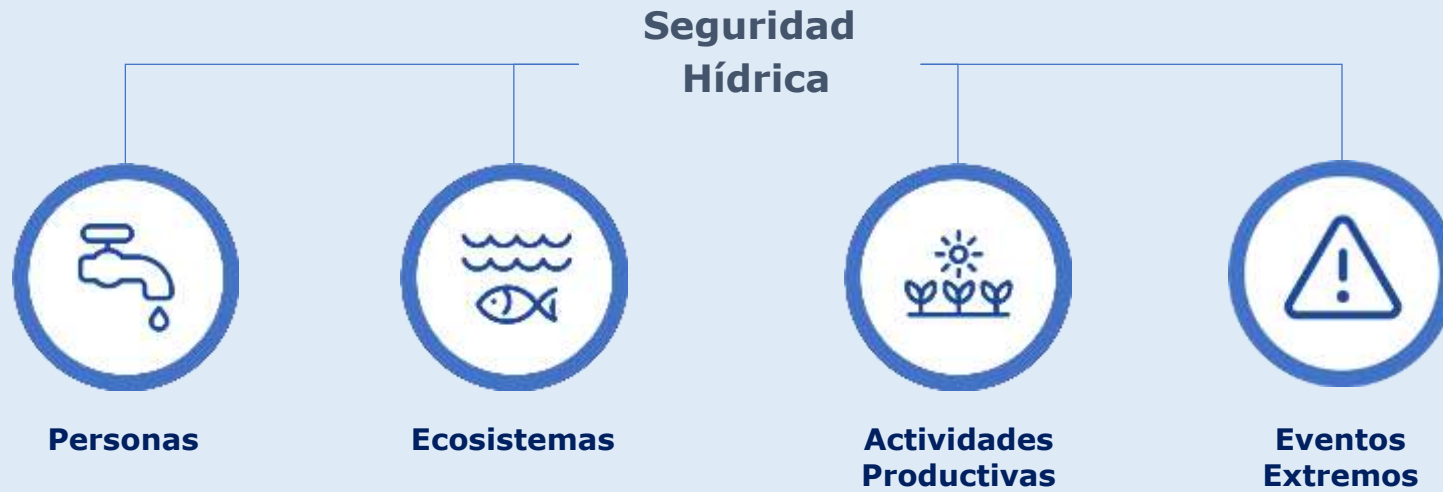 Seguridad
Hídrica
Personas
Ecosistemas
Actividades
Productivas
Eventos
Extremos